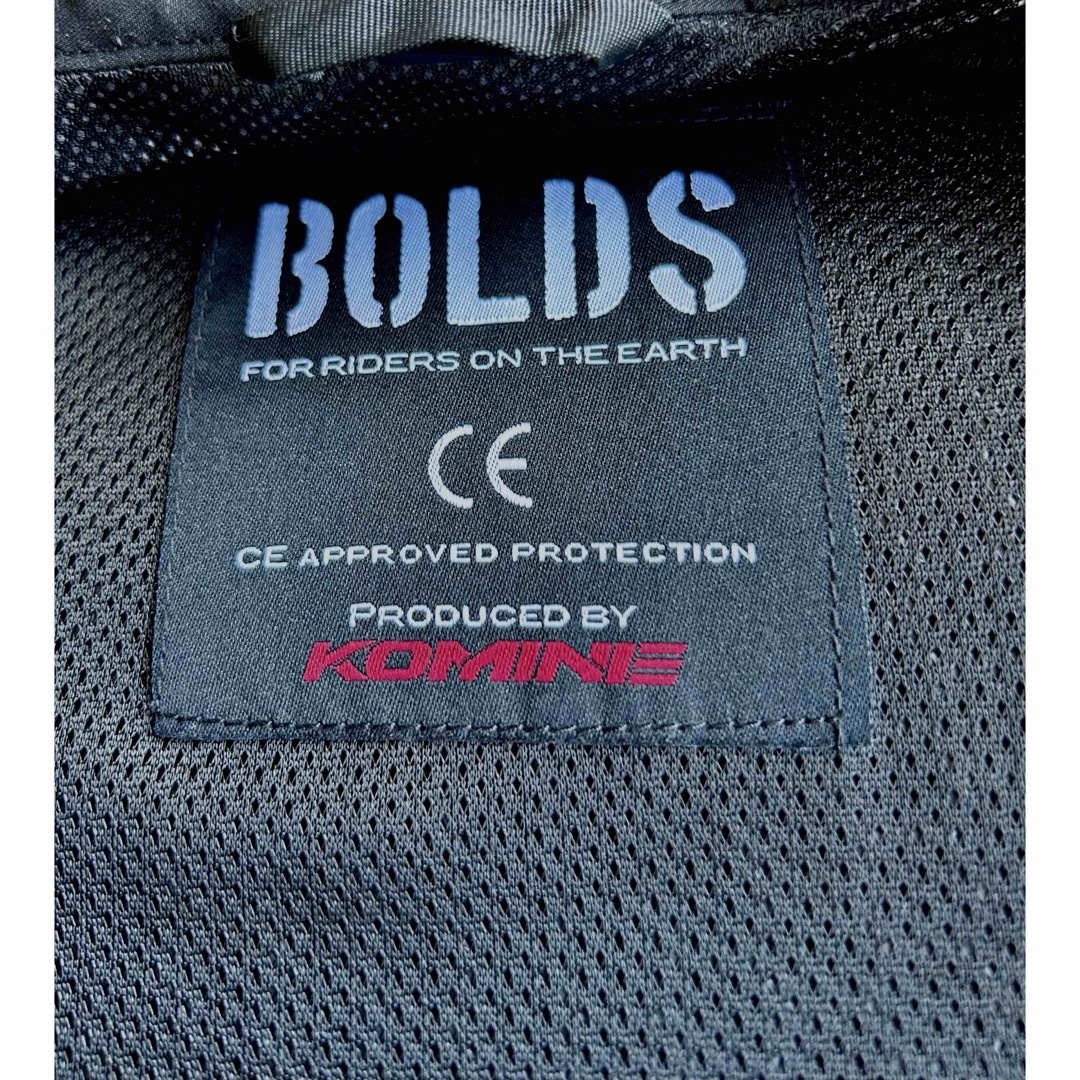 BOLDS
FOR RIDERS ON THE EARTH
CE
CE APPROVED PROTECTION
PRODUCED BY
KOMINE